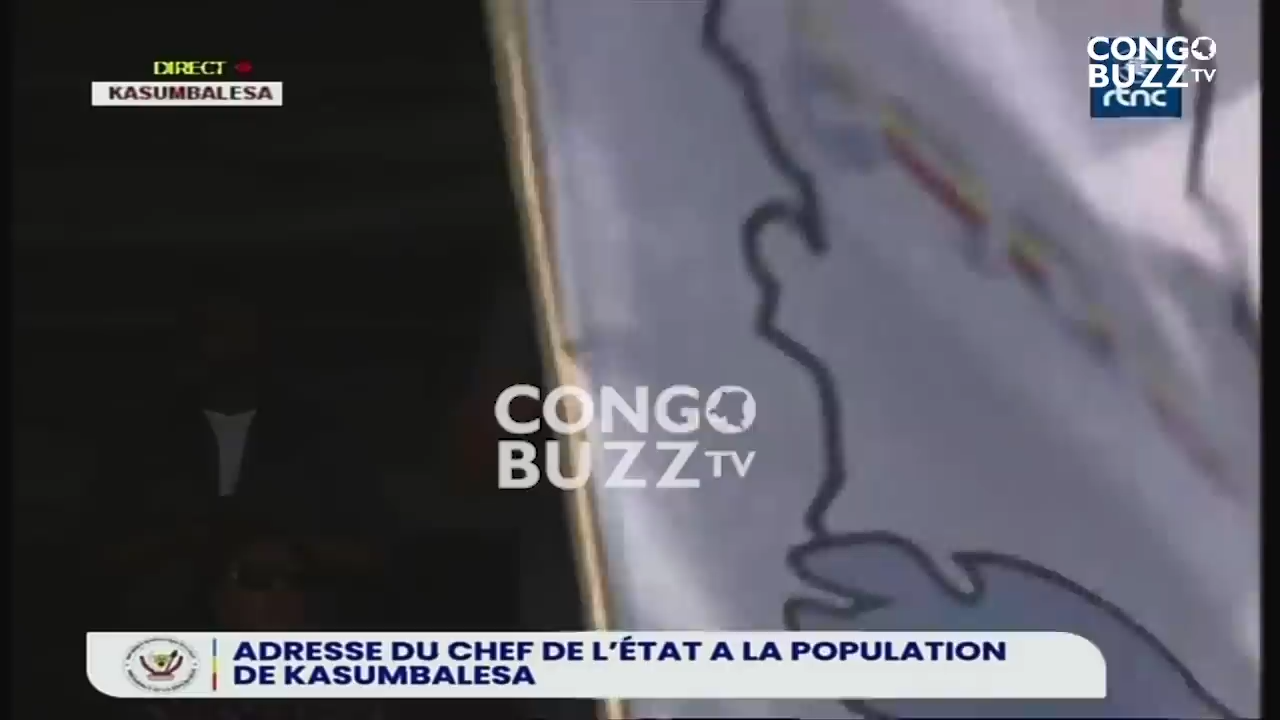 DIRECT
KASUMBALESA
CONGO
BUZZ TV
rtnc
CONGO
BUZZ TV
ADRESSE DU CHEF DE L'ÉTAT A LA POPULATION
DE KASUMBALESA